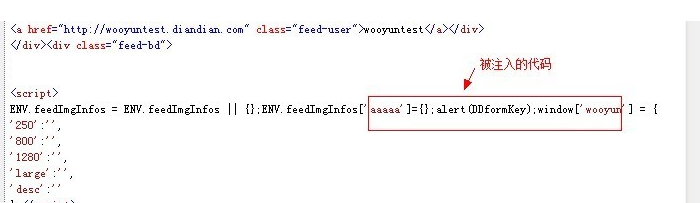 <a href="http://wooyuntest.diandian.com" class="feed-user">wooyuntest</a></div>
</div><div class="feed-bd">
被注入的代码
<script>
ENV.feedImgInfos = ENV.feedImgInfos || {};ENV.feedImgInfos['aaaaa']={};alert(DDformKey);window['wooyun'] = {
'250':'',
'800':'',
'1280':'',
'large':'',
'desc':''